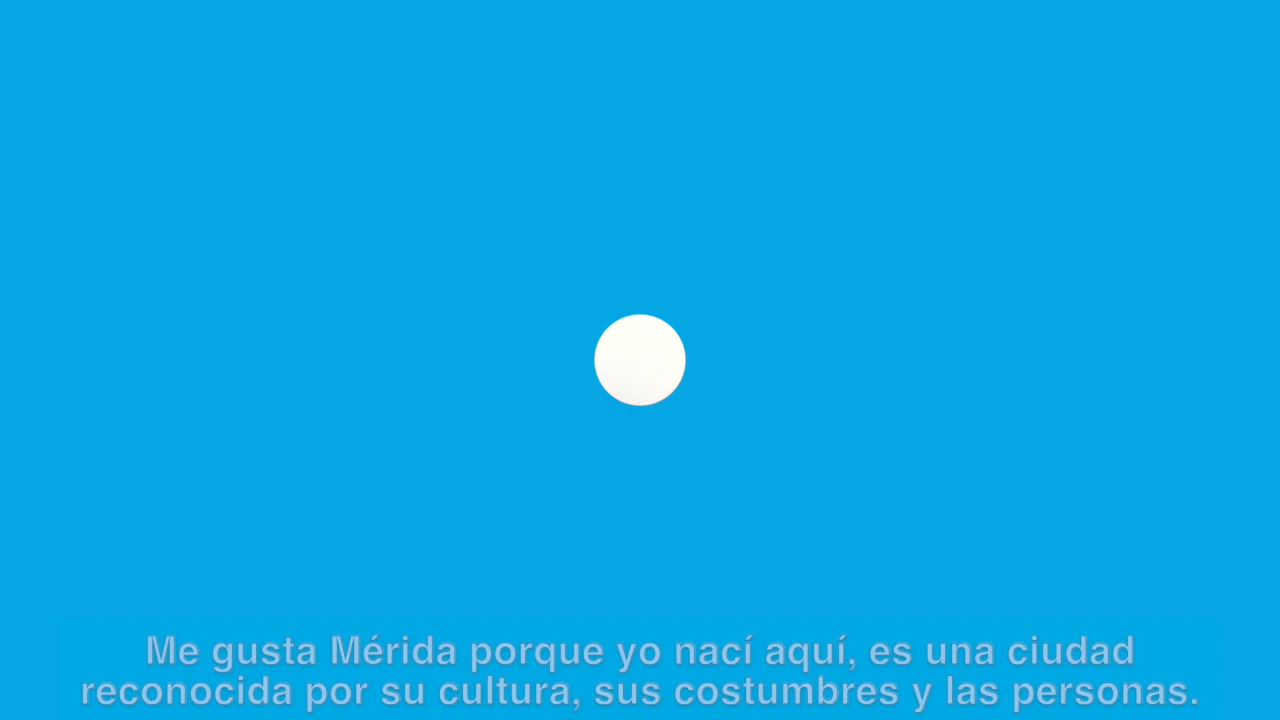 Me gusta Mérida porque yo nací aquí, es una ciudad
reconocida por su cultura, sus costumbres y las personas.